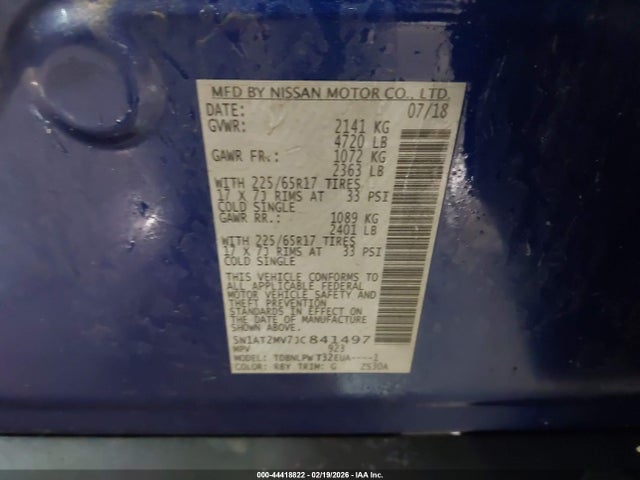 MFD BY NISSAN MOTOR CO., LTD.
DATE: 07/18
GVWR: 2141 KG
4720 LB
GAWR FR.: 1072 KG
2363 LB
WITH 225/65R17 TIRES
17 X 7J RIMS AT 33 PSI
COLD SINGLE
GAWR RR.: 1089 KG
2401 LB
WITH 225/65R17 TIRES
17 X 7J RIMS AT 33 PSI
COLD SINGLE
THIS VEHICLE CONFORMS TO
ALL APPLICABLE FEDERAL
MOTOR VEHICLE SAFETY AND
THEFT PREVENTION
STANDARDS IN EFFECT ON
THE DATE OF MANUFACTURE
SHOWN ABOVE.
5N1AT2MV7JC841497
MPV 923
MODEL: TDBNLPWT32EUA----1
COLOR: RBY TRIM: G 2530A
000-44418822 - 02/19/2026 - IAA Inc.